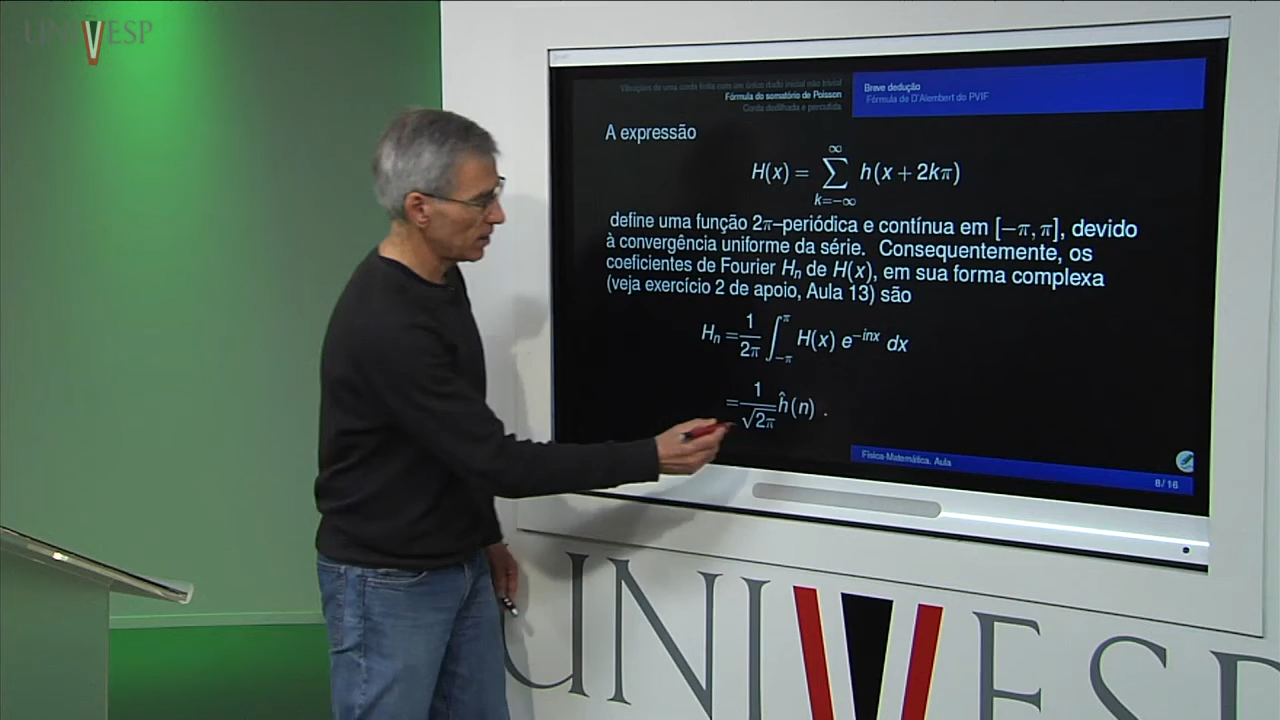 UNIVESP
Vibrações de uma corda finita com um único dado inicial não trivial
Fórmula do somatório de Poisson
Corda dedilhada e percutida
Breve dedução
Fórmula de D'Alembert do PVIF
A expressão
H(x) = ∑_{k=−∞}^{∞} h(x + 2kπ)
define uma função 2π–periódica e contínua em [−π, π], devido
à convergência uniforme da série. Consequentemente, os
coeficientes de Fourier Hₙ de H(x), em sua forma complexa
(veja exercício 2 de apoio, Aula 13) são
Hₙ = 1/2π ∫_{−π}^{π} H(x) e^{−inx} dx
= 1/√2π ĥ(n) .
Física-Matemática. Aula
8/16
UNIVESP